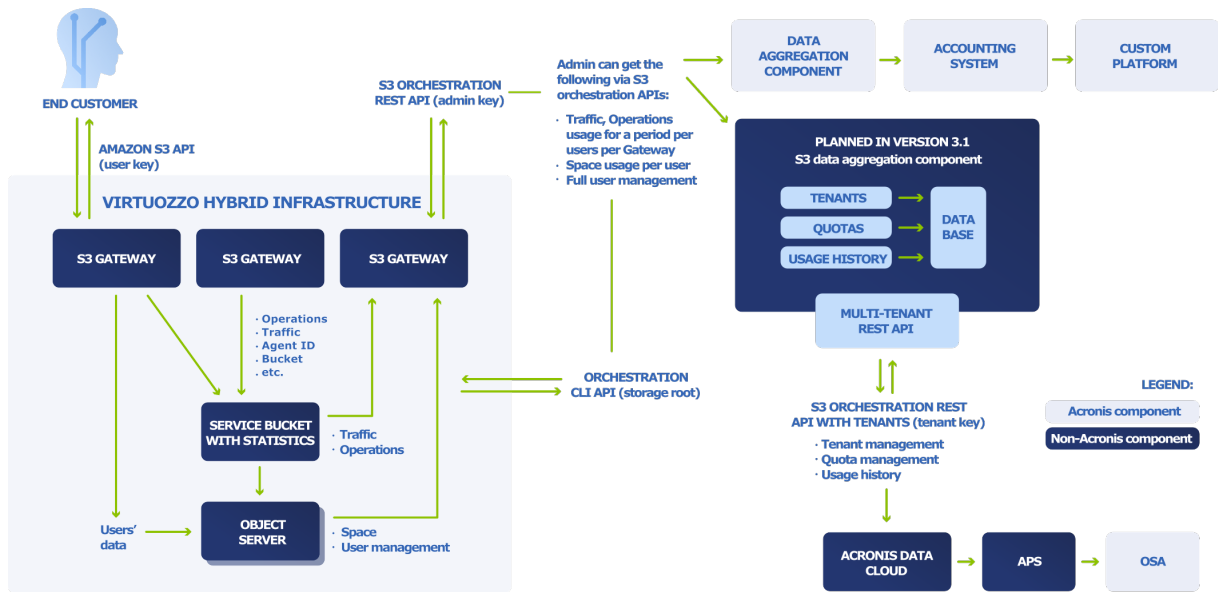 END CUSTOMER
AMAZON S3 API
(user key)
S3 ORCHESTRATION
REST API (admin key)
Admin can get the
following via S3
orchestration APIs:
· Traffic, Operations
usage for a period per
users per Gateway
· Space usage per user
· Full user management
DATA
AGGREGATION
COMPONENT
ACCOUNTING
SYSTEM
CUSTOM
PLATFORM
VIRTUOZZO HYBRID INFRASTRUCTURE
S3 GATEWAY
S3 GATEWAY
S3 GATEWAY
· Operations
· Traffic
· Agent ID
· Bucket
. etc.
SERVICE BUCKET
WITH STATISTICS
· Traffic
· Operations
Users’
data
OBJECT
SERVER
· Space
· User management
ORCHESTRATION
CLI API (storage root)
PLANNED IN VERSION 3.1
S3 data aggregation component
TENANTS
QUOTAS
USAGE HISTORY
DATA
BASE
MULTI-TENANT
REST API
S3 ORCHESTRATION REST
API WITH TENANTS (tenant key)
· Tenant management
· Quota management
· Usage history
ACRONIS DATA
CLOUD
APS
OSA
LEGEND:
Acronis component
Non-Acronis component